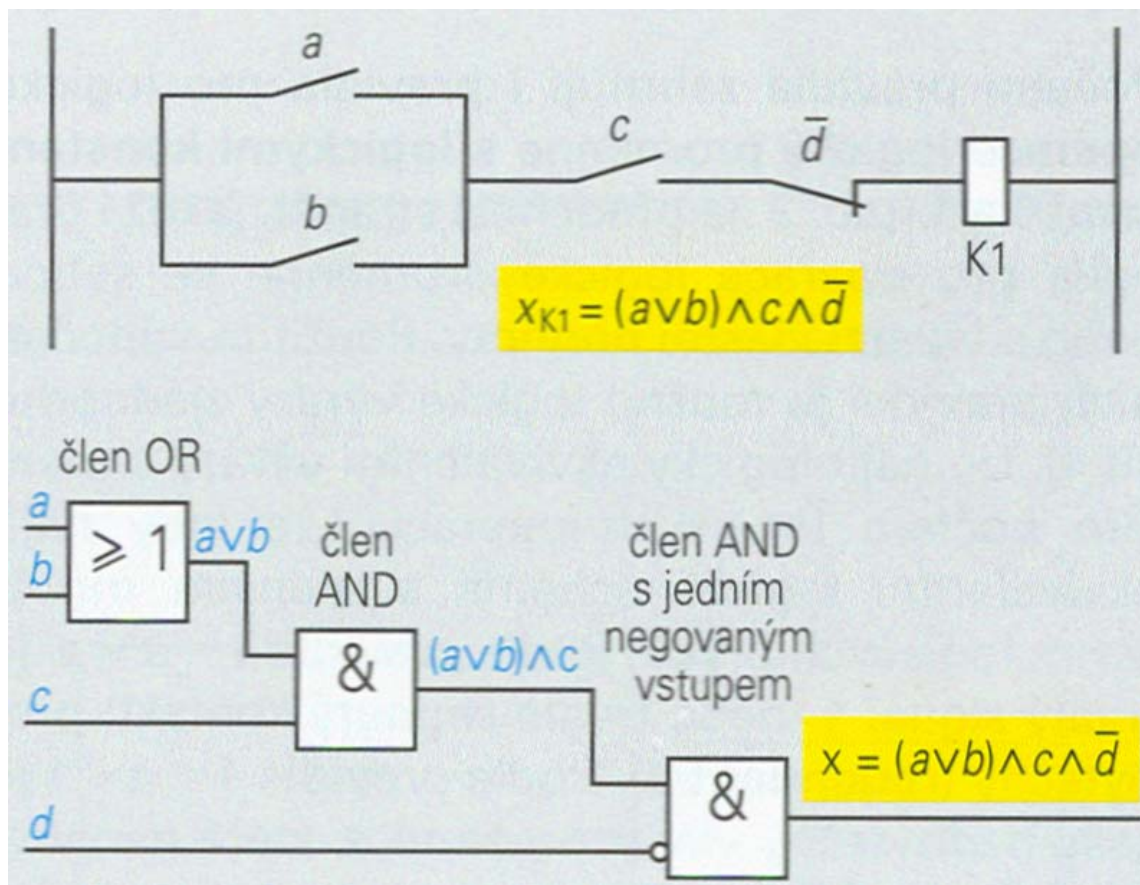 a
c
d̅
b
K1
x_K1 = (a∨b)∧c∧d̅
člen OR
a
b
⩾ 1
a∨b
člen
AND
&
(a∨b)∧c
c
člen AND
s jedním
negovaným
vstupem
&
x = (a∨b)∧c∧d̅
d